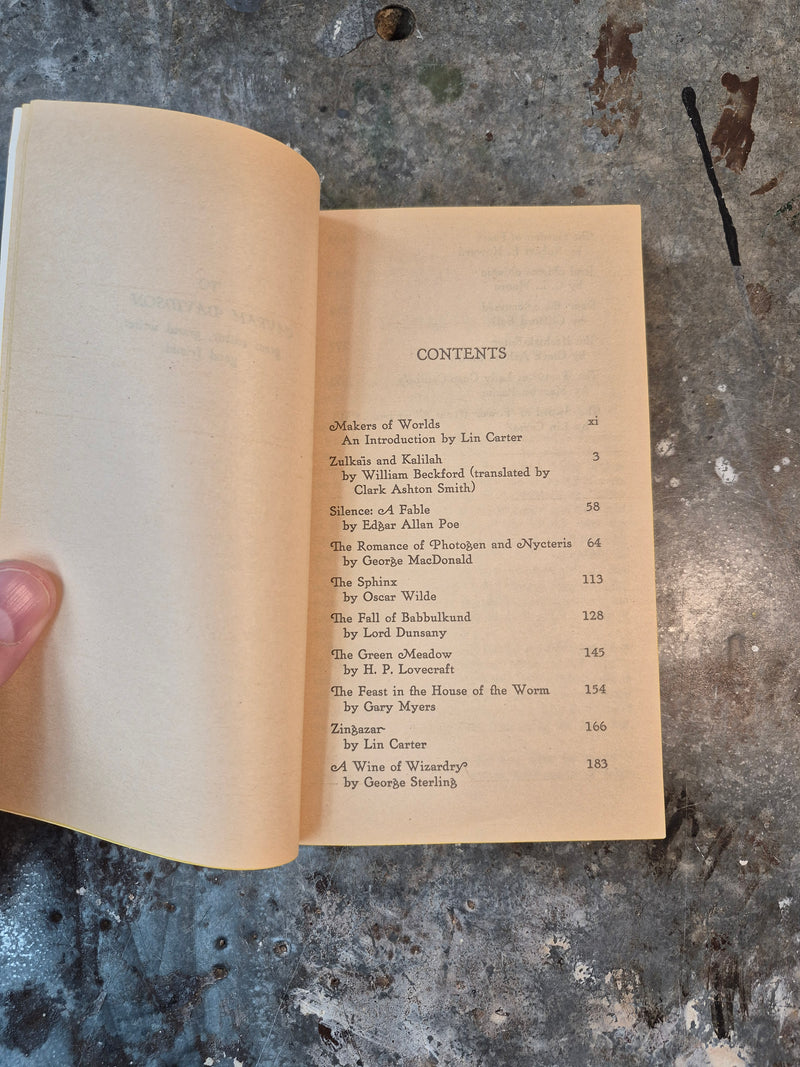 CONTENTS
Makers of Worlds xi
An Introduction by Lin Carter
Zulkaïs and Kalilah 3
by William Beckford (translated by
Clark Ashton Smith)
Silence: A Fable 58
by Edgar Allan Poe
The Romance of Photogen and Nycteris 64
by George MacDonald
The Sphinx 113
by Oscar Wilde
The Fall of Babbulkund 128
by Lord Dunsany
The Green Meadow 145
by H. P. Lovecraft
The Feast in the House of the Worm 154
by Gary Myers
Zingazar 166
by Lin Carter
A Wine of Wizardry 183
by George Sterling